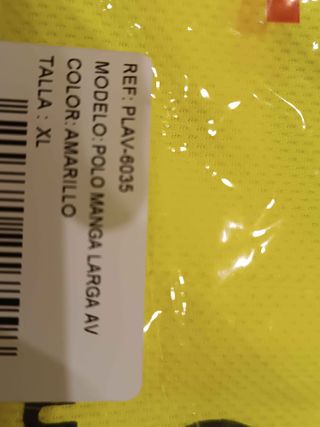 REF: PLAV-6035
MODELO: POLO MANGA LARGA AV
COLOR: AMARILLO
TALLA : XL